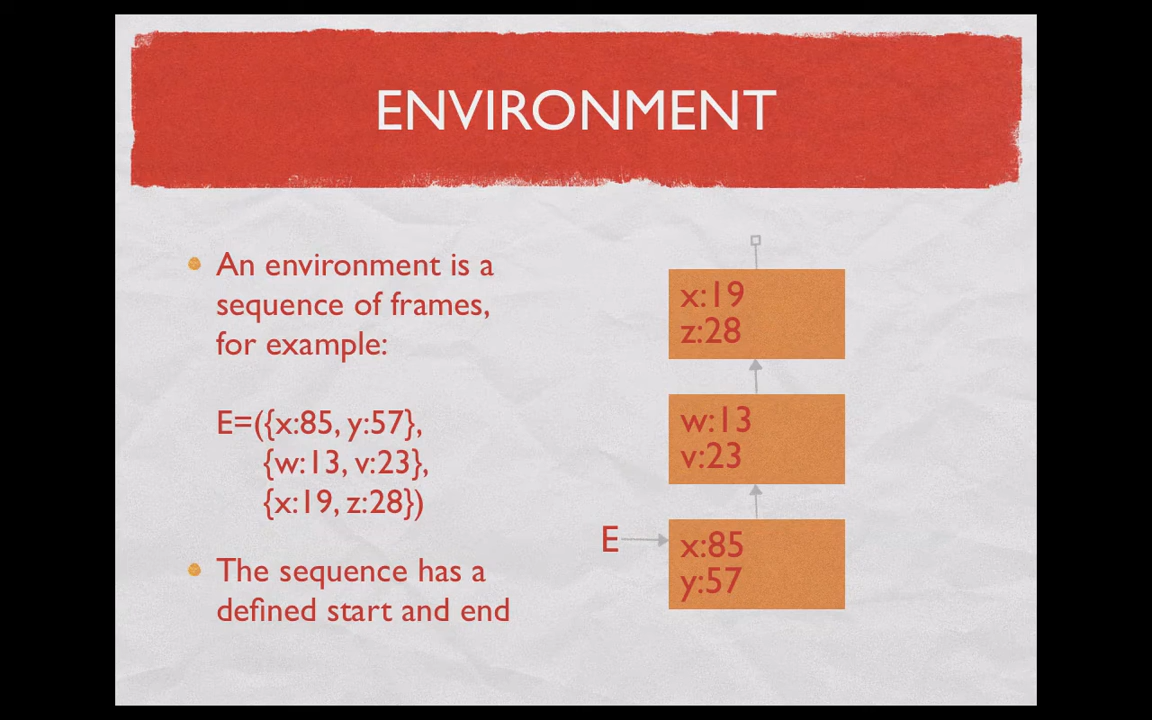 ENVIRONMENT
An environment is a
sequence of frames,
for example:
E=({x:85, y:57},
{w:13, v:23},
{x:19, z:28})
The sequence has a
defined start and end
x:19
z:28
w:13
v:23
E
x:85
y:57